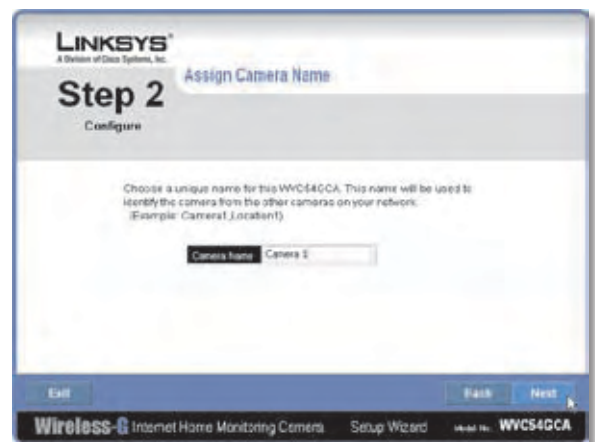 LINKSYS®
A Division of Cisco Systems, Inc.
Assign Camera Name
Step 2
Configure
Choose a unique name for this WVC54GCA. This name will be used to
identify the camera from the other cameras on your network.
(Example: Camera1,Location1)
Camera Name Camera 1
Exit Back Next
Wireless-G Internet Home Monitoring Camera Setup Wizard Model No. WVC54GCA